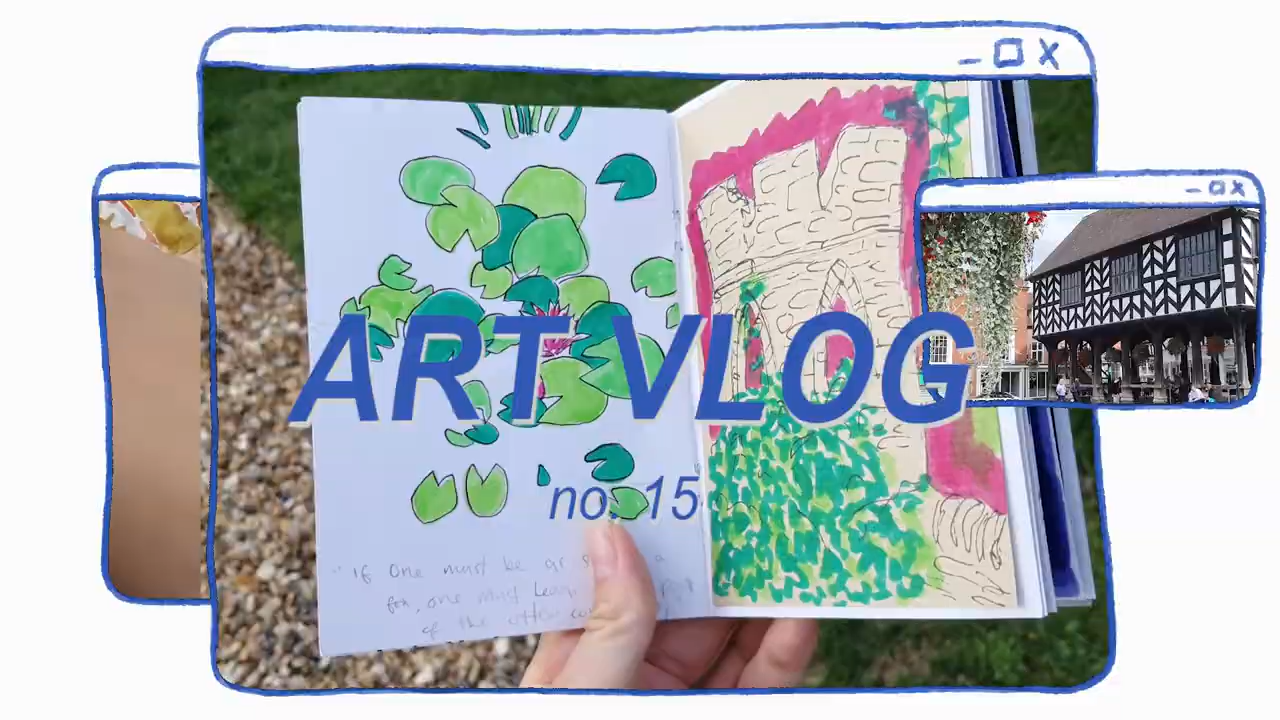 ART VLOG
no. 15
" If one must be
for, one must
of the